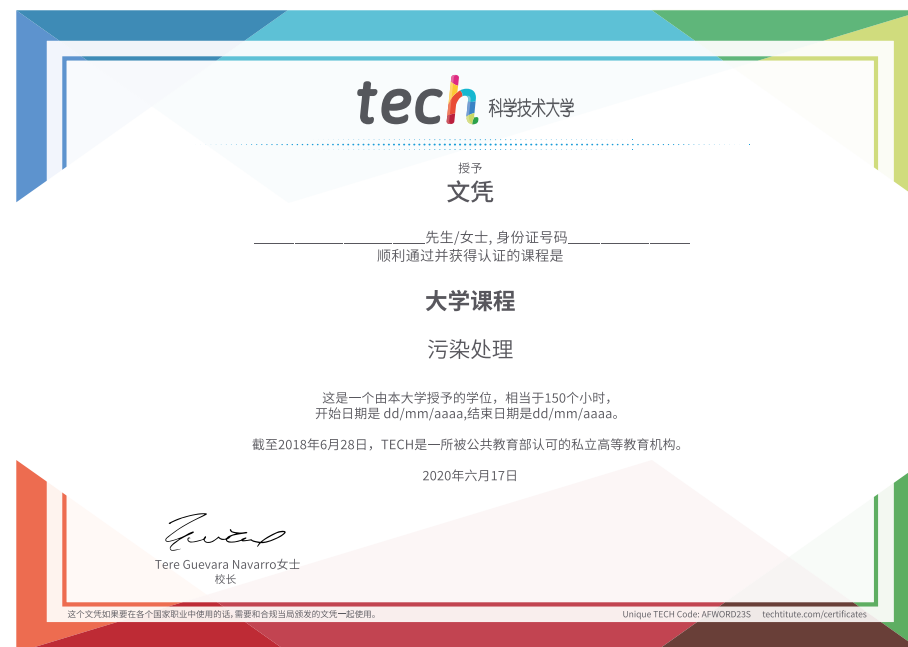 tech 科学技术大学
授予
文凭
______________________先生/女士, 身份证号码______________
顺利通过并获得认证的课程是
大学课程
污染处理
这是一个由本大学授予的学位，相当于150个小时，
开始日期是 dd/mm/aaaa,结束日期是dd/mm/aaaa。
截至2018年6月28日，TECH是一所被公共教育部认可的私立高等教育机构。
2020年六月17日
Tere Guevara Navarro女士
校长
这个文凭如果要在各个国家职业中使用的话,需要和合规当局颁发的文凭一起使用。
Unique TECH Code: AFWORD23S techtitute.com/certificates